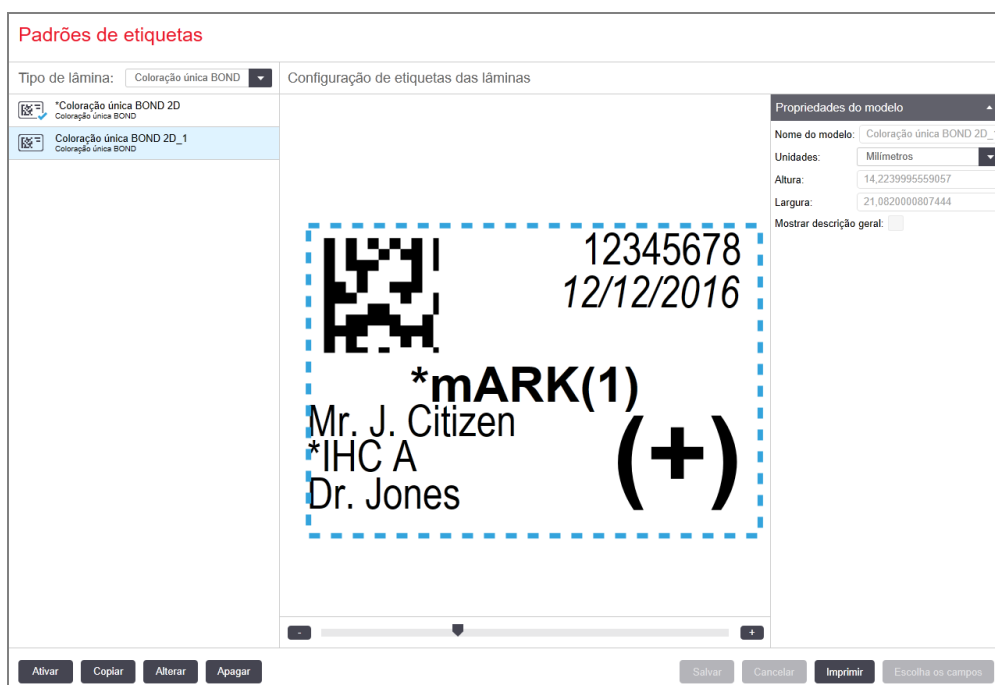 Padrões de etiquetas
Tipo de lâmina: Coloração única BOND
Configuração de etiquetas das lâminas
*Coloração única BOND 2D
Coloração única BOND
Coloração única BOND 2D_1
Coloração única BOND
12345678
12/12/2016
*mARK(1)
Mr. J. Citizen
*IHC A
Dr. Jones
(+)
Propriedades do modelo
Nome do modelo: Coloração única BOND 2D_
Unidades: Milímetros
Altura: 14,2239995559057
Largura: 21,0820000807444
Mostrar descrição geral:
- +
Ativar Copiar Alterar Apagar Salvar Cancelar Imprimir Escolha os campos